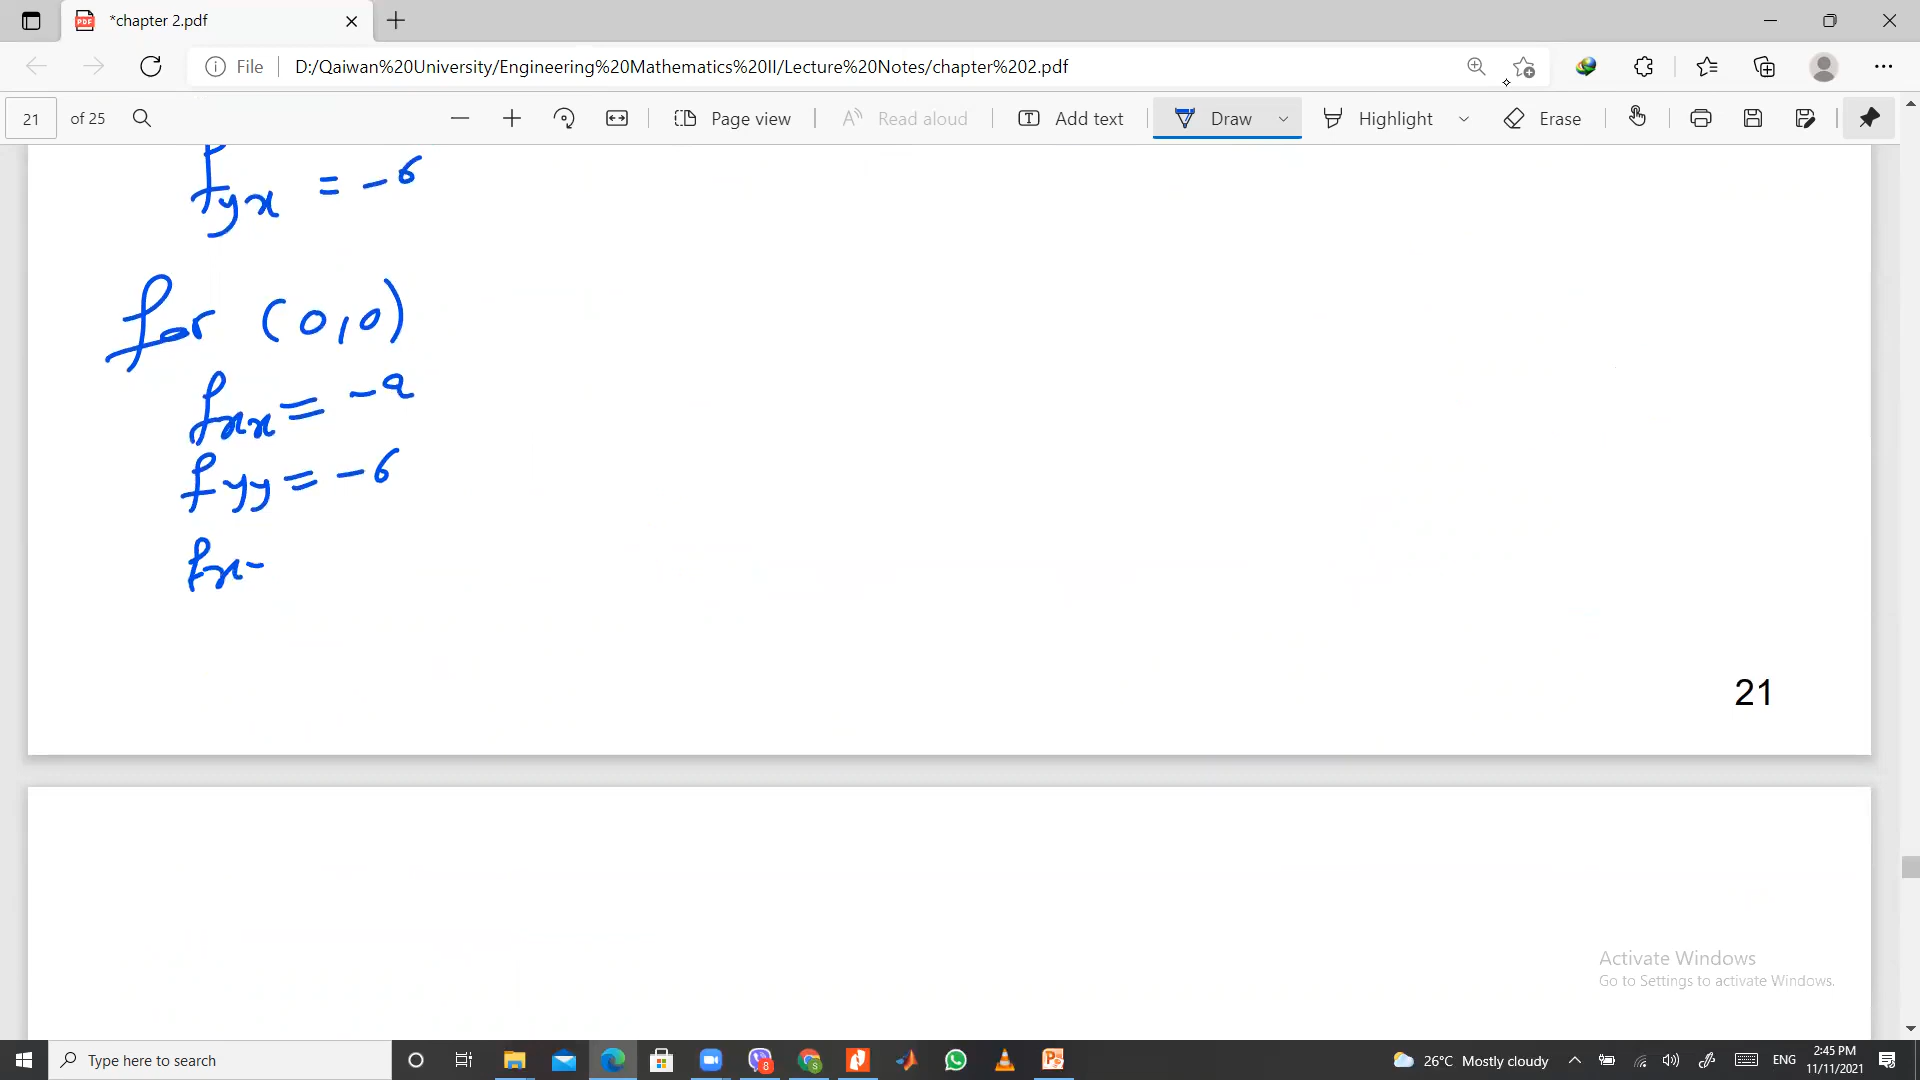 *chapter 2.pdf
File D:/Qaiwan%20University/Engineering%20Mathematics%20II/Lecture%20Notes/chapter%202.pdf
21 of 25 Page view Read aloud Add text Draw Highlight Erase
fyx = -6
for (0,0)
fxx = -9
fyy = -6
fx-
21
Activate Windows
Go to Settings to activate Windows.
Type here to search 8 26°C Mostly cloudy ENG 2:45 PM
11/11/2021